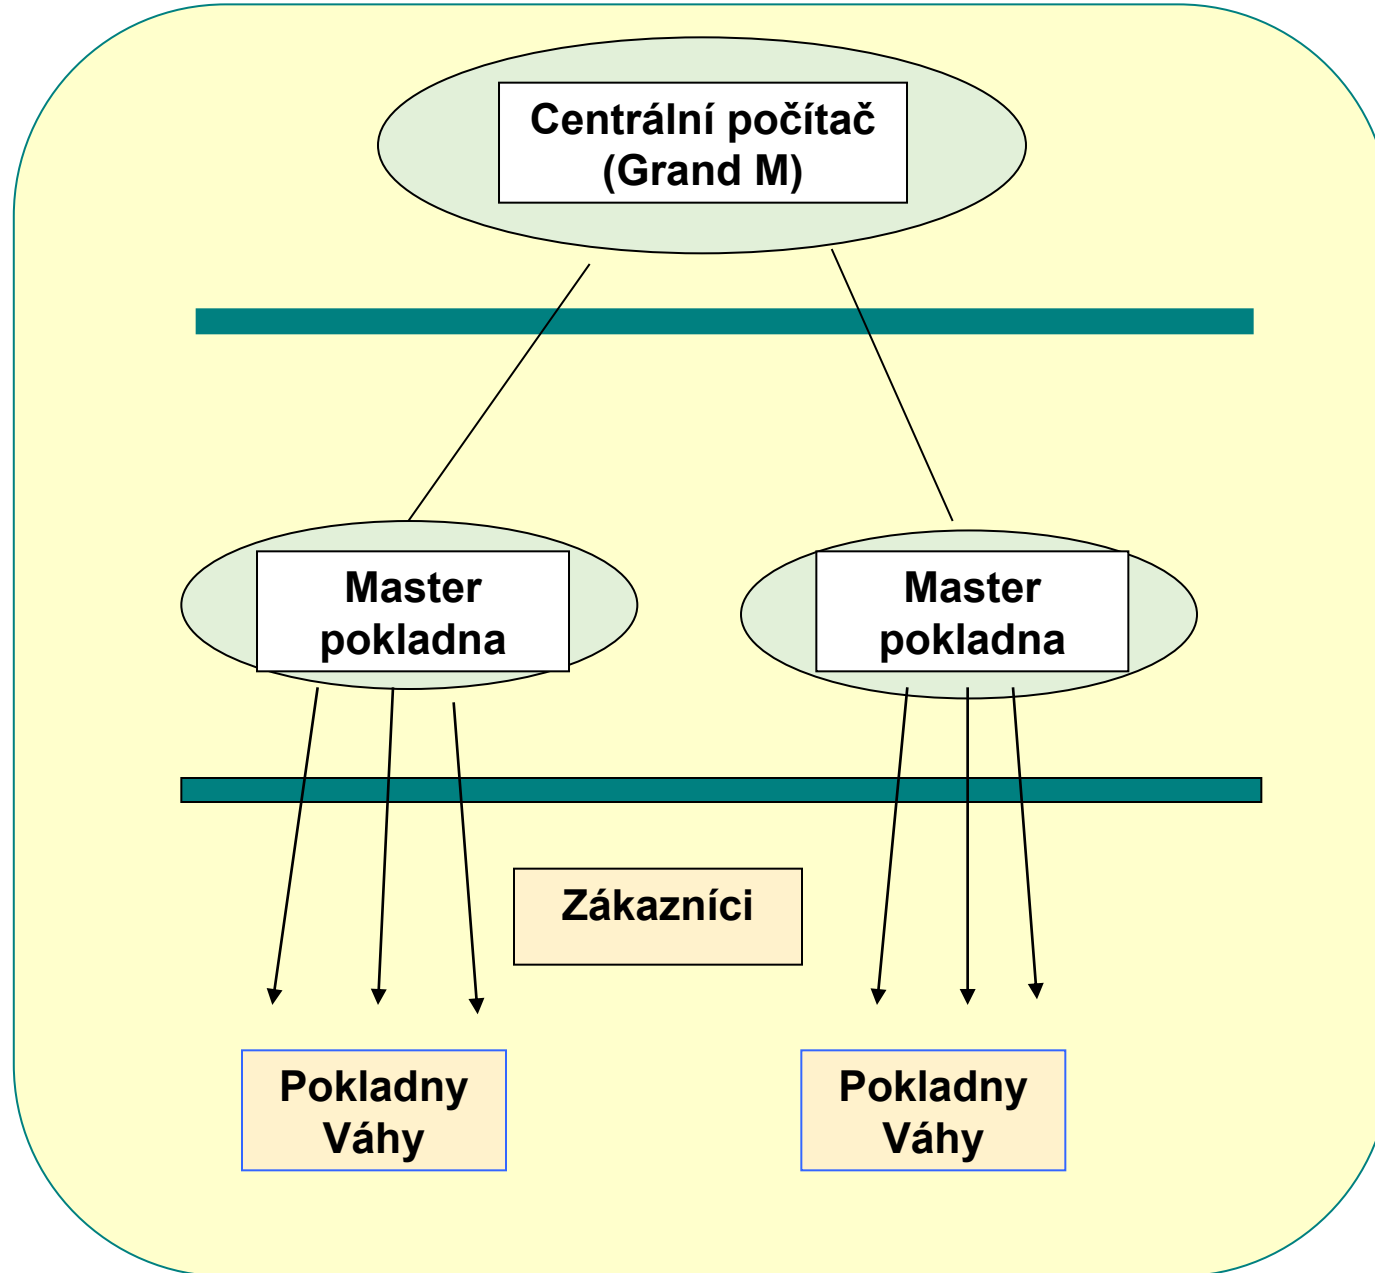 Centrální počítač
(Grand M)
Master
pokladna
Master
pokladna
Zákazníci
Pokladny
Váhy
Pokladny
Váhy